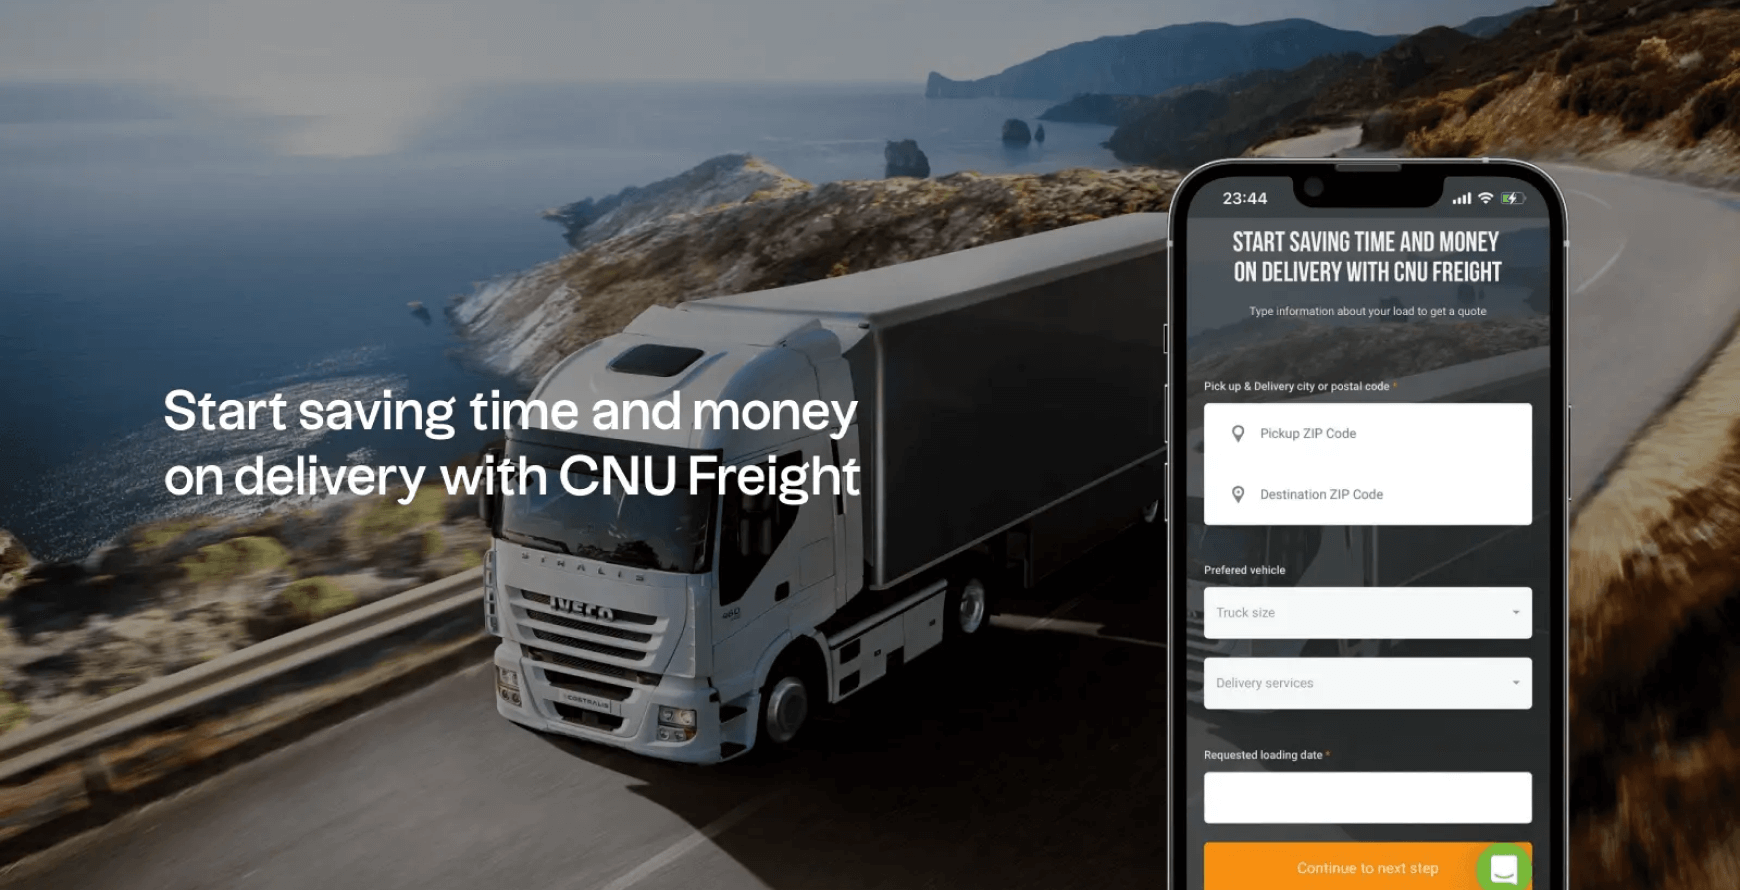 Start saving time and money
on delivery with CNU Freight
STRALIS
IVECO
23:44
START SAVING TIME AND MONEY
ON DELIVERY WITH CNU FREIGHT
Type information about your load to get a quote
Pick up & Delivery city or postal code *
Pickup ZIP Code
Destination ZIP Code
Prefered vehicle
Truck size
Delivery services
Requested loading date *
Continue to next step